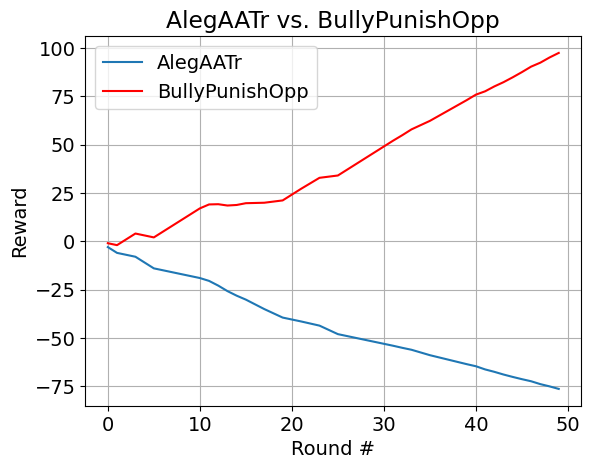 AlegAATr vs. BullyPunishOpp
AlegAATr
BullyPunishOpp
Reward
100
75
50
25
0
−25
−50
−75
0 10 20 30 40 50
Round #